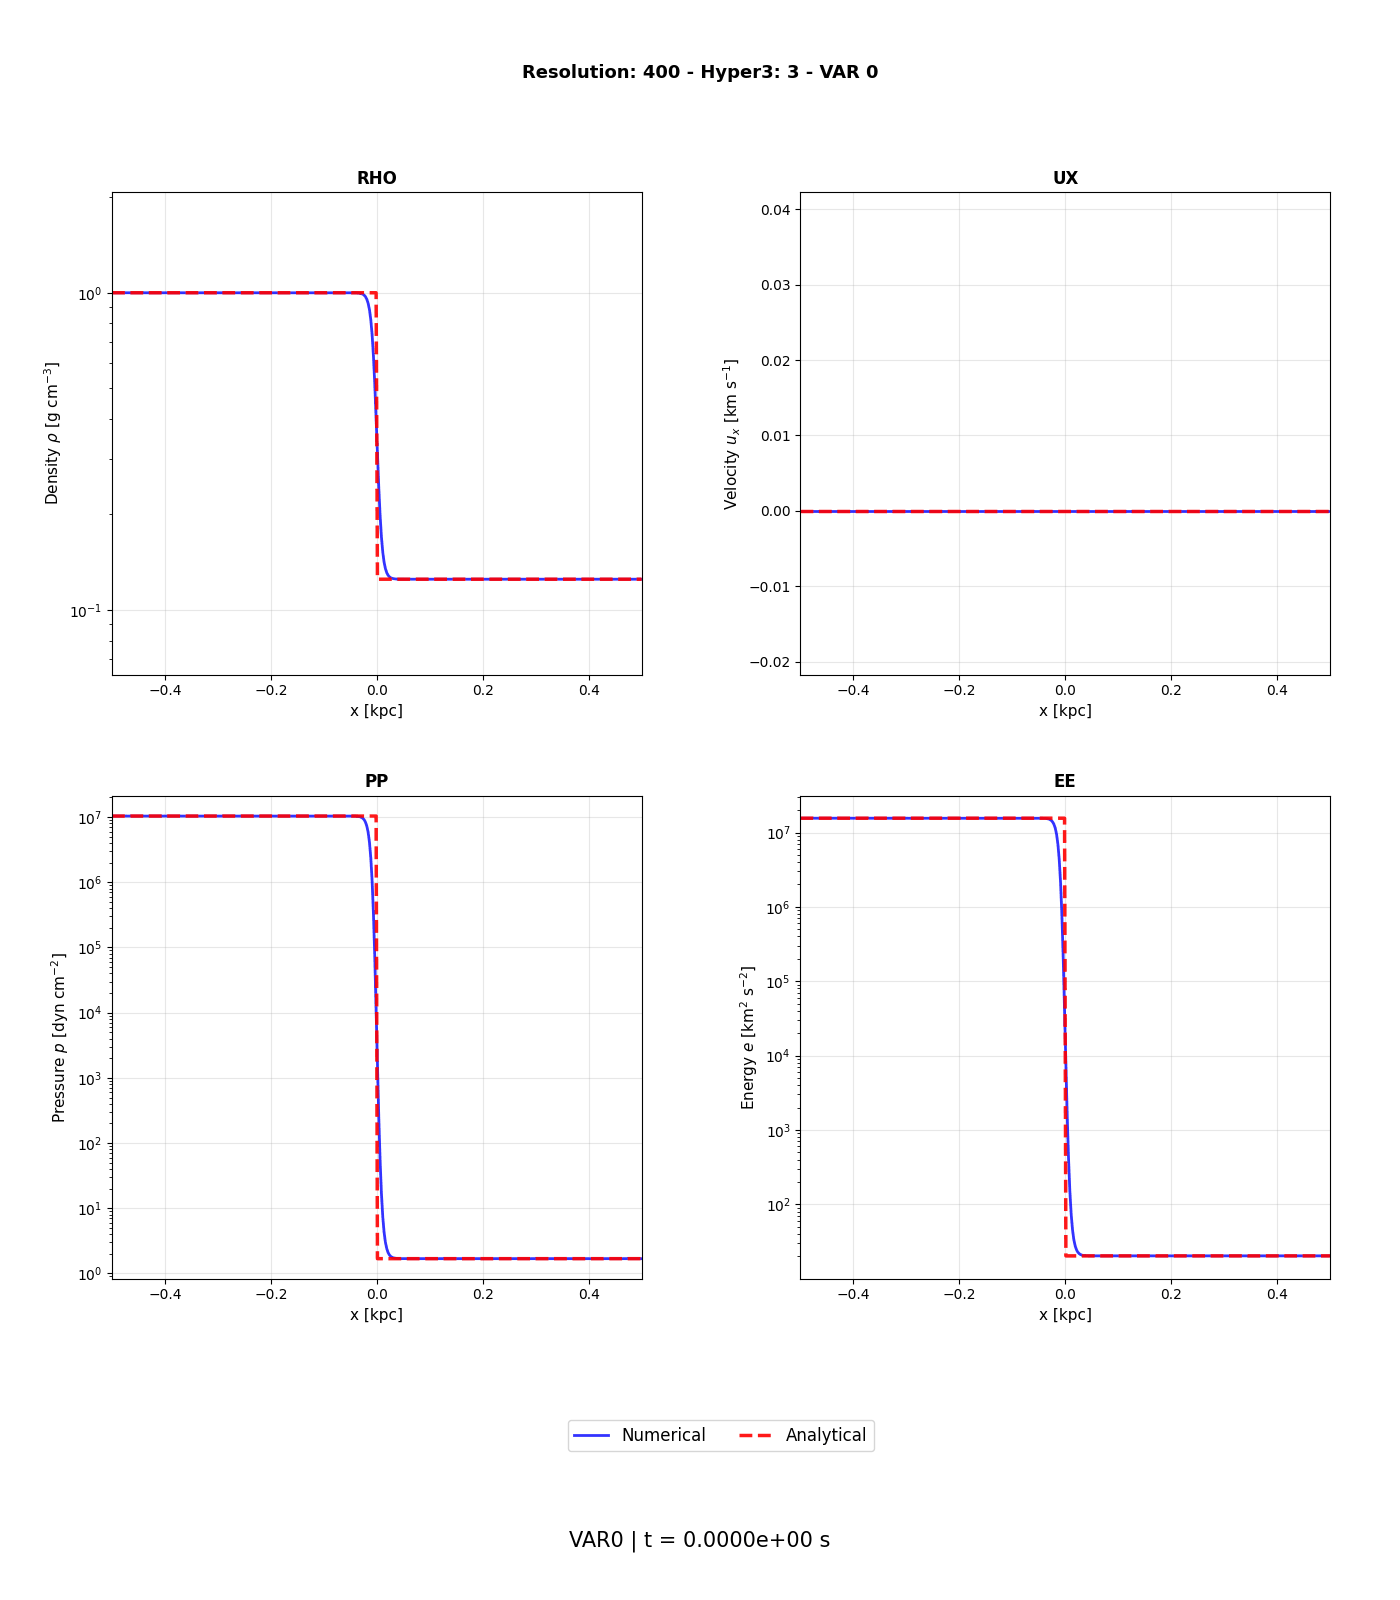 Resolution: 400 - Hyper3: 3 - VAR 0
RHO
Density ρ [g cm⁻³]
10⁰
10⁻¹
−0.4 −0.2 0.0 0.2 0.4
x [kpc]
UX
Velocity uₓ [km s⁻¹]
0.04
0.03
0.02
0.01
0.00
−0.01
−0.02
−0.4 −0.2 0.0 0.2 0.4
x [kpc]
PP
Pressure p [dyn cm⁻²]
10⁷
10⁶
10⁵
10⁴
10³
10²
10¹
10⁰
−0.4 −0.2 0.0 0.2 0.4
x [kpc]
EE
Energy e [km² s⁻²]
10⁷
10⁶
10⁵
10⁴
10³
10²
−0.4 −0.2 0.0 0.2 0.4
x [kpc]
Numerical Analytical
VAR0 | t = 0.0000e+00 s